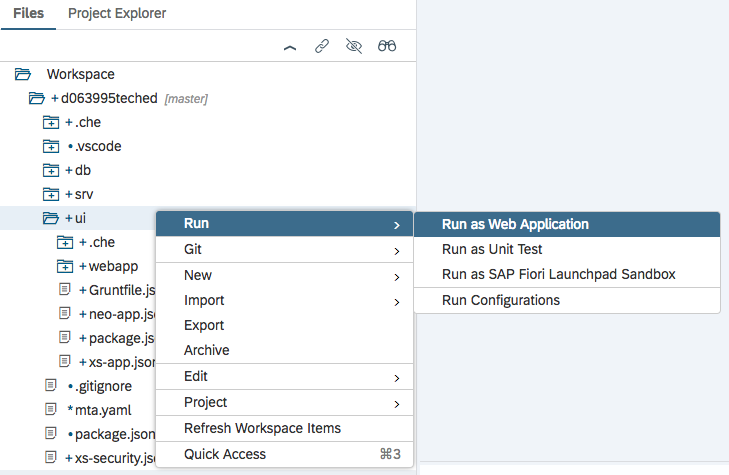 Files Project Explorer
Workspace
+ d063995teched [master]
+ .che
• .vscode
+ db
+ srv
+ ui
+ .che
+ webapp
+ Gruntfile.js
+ neo-app.jso
+ package.js
+ xs-app.json
• .gitignore
* mta.yaml
• package.json
+ xs-security.js
Run
Git
New
Import
Export
Archive
Edit
Project
Refresh Workspace Items
Quick Access ⌘3
Run as Web Application
Run as Unit Test
Run as SAP Fiori Launchpad Sandbox
Run Configurations